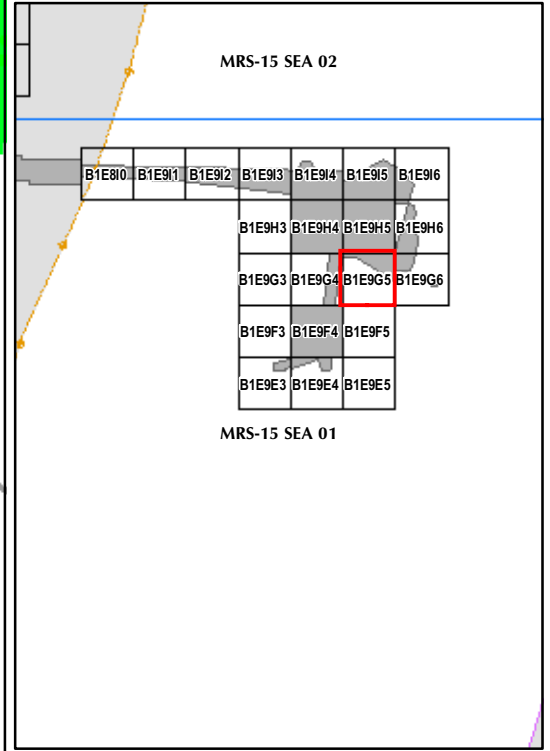 MRS-15 SEA 02
B1E8I0 B1E9I1 B1E9I2 B1E9I3 B1E9I4 B1E9I5 B1E9I6
B1E9H3 B1E9H4 B1E9H5 B1E9H6
B1E9G3 B1E9G4 B1E9G5 B1E9G6
B1E9F3 B1E9F4 B1E9F5
B1E9E3 B1E9E4 B1E9E5
MRS-15 SEA 01